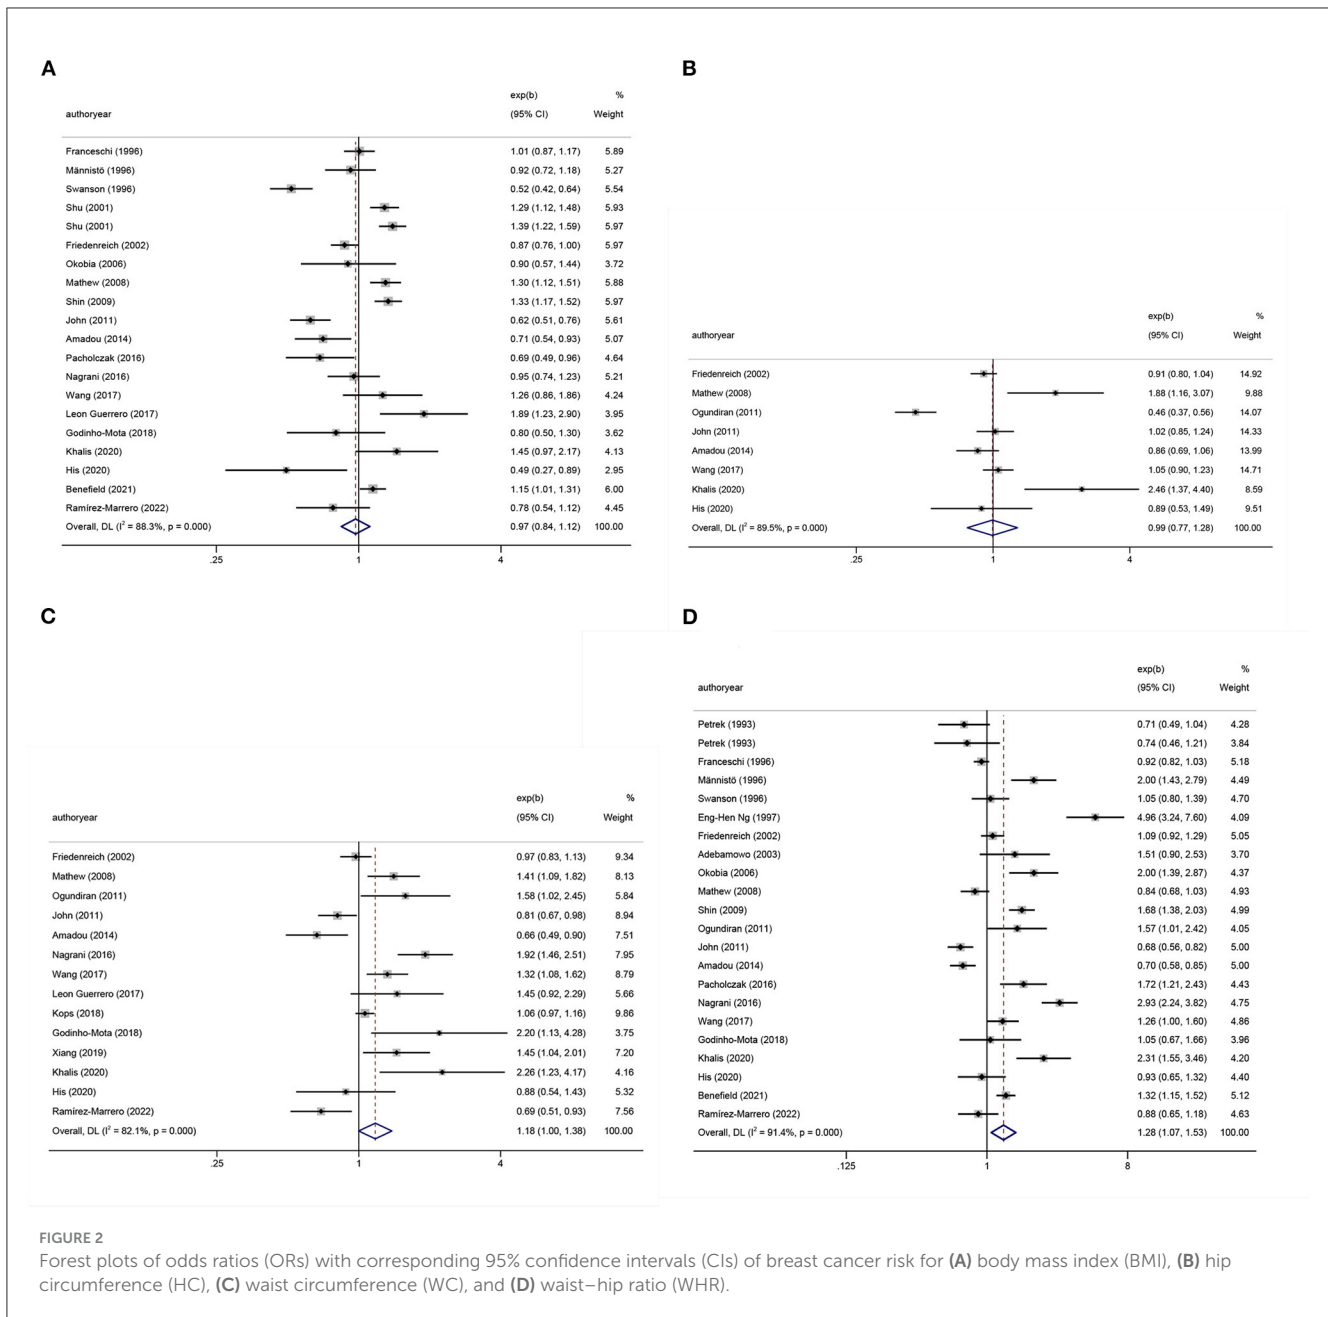 A
exp(b) %
authoryear (95% CI) Weight
Franceschi (1996) 1.01 (0.87, 1.17) 5.89
Männistö (1996) 0.92 (0.72, 1.18) 5.27
Swanson (1996) 0.52 (0.42, 0.64) 5.54
Shu (2001) 1.29 (1.12, 1.48) 5.93
Shu (2001) 1.39 (1.22, 1.59) 5.97
Friedenreich (2002) 0.87 (0.76, 1.00) 5.97
Okobia (2006) 0.90 (0.57, 1.44) 3.72
Mathew (2008) 1.30 (1.12, 1.51) 5.88
Shin (2009) 1.33 (1.17, 1.52) 5.97
John (2011) 0.62 (0.51, 0.76) 5.61
Amadou (2014) 0.71 (0.54, 0.93) 5.07
Pacholczak (2016) 0.69 (0.49, 0.96) 4.64
Nagrani (2016) 0.95 (0.74, 1.23) 5.21
Wang (2017) 1.26 (0.86, 1.86) 4.24
Leon Guerrero (2017) 1.89 (1.23, 2.90) 3.95
Godinho-Mota (2018) 0.80 (0.50, 1.30) 3.62
Khalis (2020) 1.45 (0.97, 2.17) 4.13
His (2020) 0.49 (0.27, 0.89) 2.95
Benefield (2021) 1.15 (1.01, 1.31) 6.00
Ramírez-Marrero (2022) 0.78 (0.54, 1.12) 4.45
Overall, DL (I² = 88.3%, p = 0.000) 0.97 (0.84, 1.12) 100.00
.25 1 4
B
exp(b) %
authoryear (95% CI) Weight
Friedenreich (2002) 0.91 (0.80, 1.04) 14.92
Mathew (2008) 1.88 (1.16, 3.07) 9.88
Ogundiran (2011) 0.46 (0.37, 0.56) 14.07
John (2011) 1.02 (0.85, 1.24) 14.33
Amadou (2014) 0.86 (0.69, 1.06) 13.99
Wang (2017) 1.05 (0.90, 1.23) 14.71
Khalis (2020) 2.46 (1.37, 4.40) 8.59
His (2020) 0.89 (0.53, 1.49) 9.51
Overall, DL (I² = 89.5%, p = 0.000) 0.99 (0.77, 1.28) 100.00
.25 1 4
C
exp(b) %
authoryear (95% CI) Weight
Friedenreich (2002) 0.97 (0.83, 1.13) 9.34
Mathew (2008) 1.41 (1.09, 1.82) 8.13
Ogundiran (2011) 1.58 (1.02, 2.45) 5.84
John (2011) 0.81 (0.67, 0.98) 8.94
Amadou (2014) 0.66 (0.49, 0.90) 7.51
Nagrani (2016) 1.92 (1.46, 2.51) 7.95
Wang (2017) 1.32 (1.08, 1.62) 8.79
Leon Guerrero (2017) 1.45 (0.92, 2.29) 5.66
Kops (2018) 1.06 (0.97, 1.16) 9.86
Godinho-Mota (2018) 2.20 (1.13, 4.28) 3.75
Xiang (2019) 1.45 (1.04, 2.01) 7.20
Khalis (2020) 2.26 (1.23, 4.17) 4.16
His (2020) 0.88 (0.54, 1.43) 5.32
Ramírez-Marrero (2022) 0.69 (0.51, 0.93) 7.56
Overall, DL (I² = 82.1%, p = 0.000) 1.18 (1.00, 1.38) 100.00
.25 1 4
D
exp(b) %
authoryear (95% CI) Weight
Petrek (1993) 0.71 (0.49, 1.04) 4.28
Petrek (1993) 0.74 (0.46, 1.21) 3.84
Franceschi (1996) 0.92 (0.82, 1.03) 5.18
Männistö (1996) 2.00 (1.43, 2.79) 4.49
Swanson (1996) 1.05 (0.80, 1.39) 4.70
Eng-Hen Ng (1997) 4.96 (3.24, 7.60) 4.09
Friedenreich (2002) 1.09 (0.92, 1.29) 5.05
Adebamowo (2003) 1.51 (0.90, 2.53) 3.70
Okobia (2006) 2.00 (1.39, 2.87) 4.37
Mathew (2008) 0.84 (0.68, 1.03) 4.93
Shin (2009) 1.68 (1.38, 2.03) 4.99
Ogundiran (2011) 1.57 (1.01, 2.42) 4.05
John (2011) 0.68 (0.56, 0.82) 5.00
Amadou (2014) 0.70 (0.58, 0.85) 5.00
Pacholczak (2016) 1.72 (1.21, 2.43) 4.43
Nagrani (2016) 2.93 (2.24, 3.82) 4.75
Wang (2017) 1.26 (1.00, 1.60) 4.86
Godinho-Mota (2018) 1.05 (0.67, 1.66) 3.96
Khalis (2020) 2.31 (1.55, 3.46) 4.20
His (2020) 0.93 (0.65, 1.32) 4.40
Benefield (2021) 1.32 (1.15, 1.52) 5.12
Ramírez-Marrero (2022) 0.88 (0.65, 1.18) 4.63
Overall, DL (I² = 91.4%, p = 0.000) 1.28 (1.07, 1.53) 100.00
.125 1 8
FIGURE 2
Forest plots of odds ratios (ORs) with corresponding 95% confidence intervals (CIs) of breast cancer risk for (A) body mass index (BMI), (B) hip
circumference (HC), (C) waist circumference (WC), and (D) waist–hip ratio (WHR).